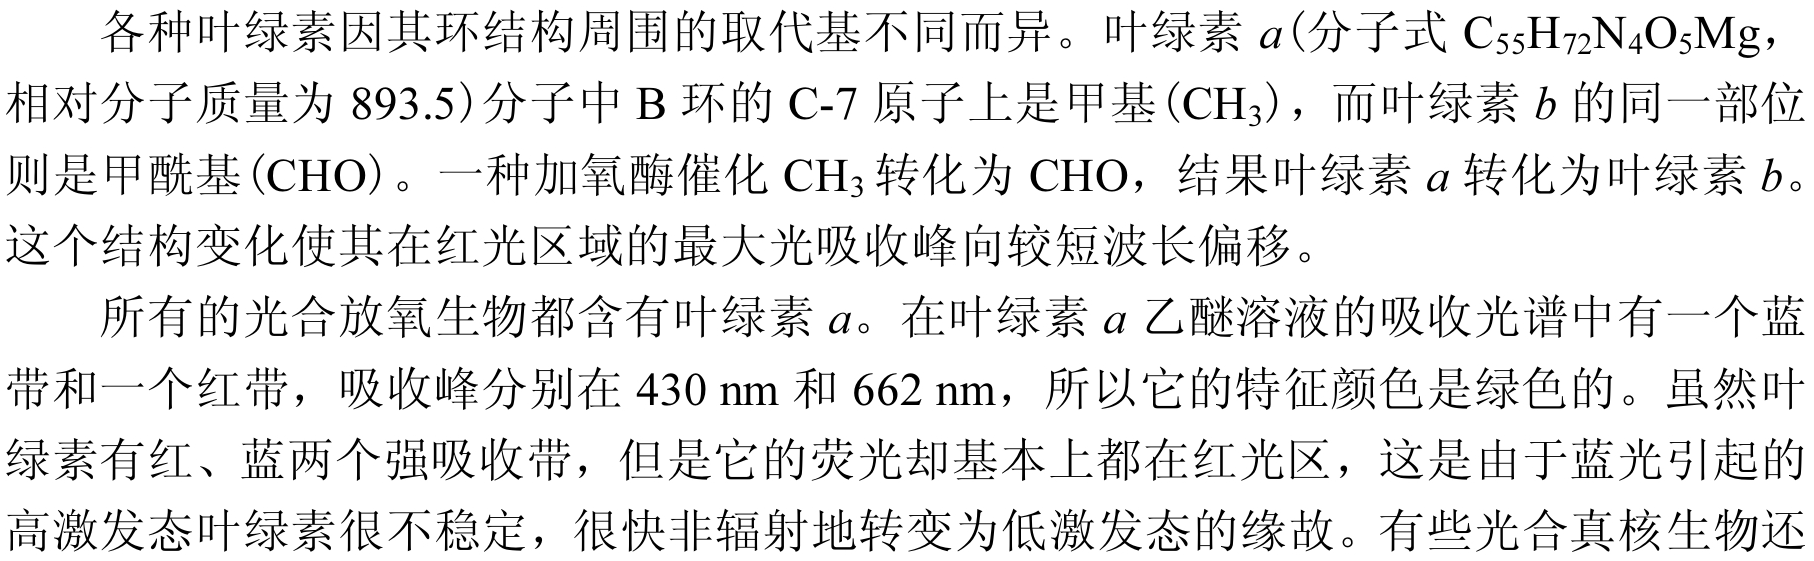 各种叶绿素因其环结构周围的取代基不同而异。叶绿素 a(分子式 C₅₅H₇₂N₄O₅Mg，
相对分子质量为 893.5)分子中 B 环的 C-7 原子上是甲基(CH₃)，而叶绿素 b 的同一部位
则是甲酰基(CHO)。一种加氧酶催化 CH₃ 转化为 CHO，结果叶绿素 a 转化为叶绿素 b。
这个结构变化使其在红光区域的最大光吸收峰向较短波长偏移。
所有的光合放氧生物都含有叶绿素 a。在叶绿素 a 乙醚溶液的吸收光谱中有一个蓝
带和一个红带，吸收峰分别在 430 nm 和 662 nm，所以它的特征颜色是绿色的。虽然叶
绿素有红、蓝两个强吸收带，但是它的荧光却基本上都在红光区，这是由于蓝光引起的
高激发态叶绿素很不稳定，很快非辐射地转变为低激发态的缘故。有些光合真核生物还